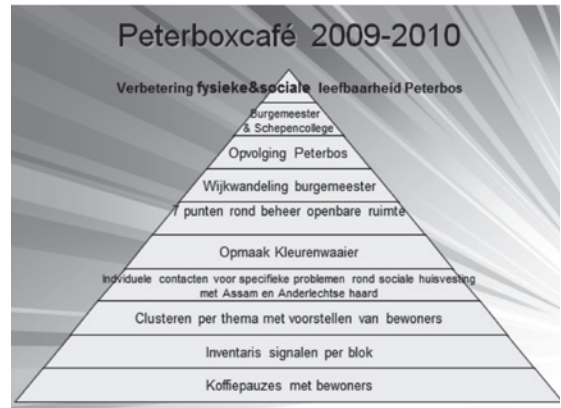 Peterboxcafé 2009-2010
Verbetering fysieke&sociale leefbaarheid Peterbos
Burgemeester
& Schepencollege
Opvolging Peterbos
Wijkwandeling burgemeester
7 punten rond beheer openbare ruimte
Opmaak Kleurenwaaier
Individuele contacten voor specifieke problemen rond sociale huisvesting
met Assam en Anderlechtse haard
Clusteren per thema met voorstellen van bewoners
Inventaris signalen per blok
Koffiepauzes met bewoners